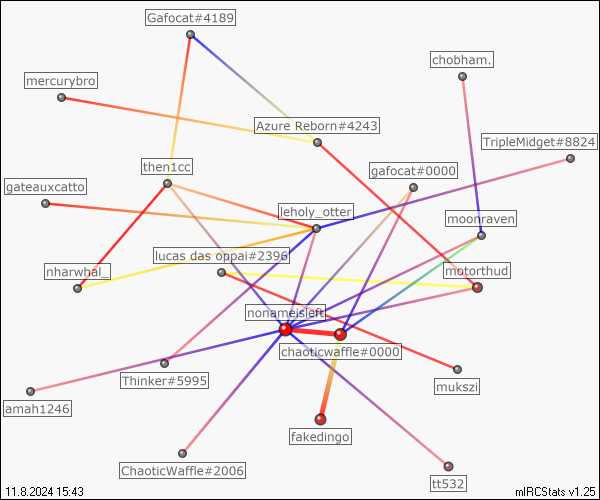 Gafocat#4189
chobham.
mercurybro
Azure Reborn#4243
TripleMidget#8824
then1cc
gafocat#0000
gateauxcatto
leholy_otter
moonraven
lucas das oppai#2396
nharwhal_
motorthud
nonameisleft
chaoticwaffle#0000
Thinker#5995
mukszi
amah1246
fakedingo
ChaoticWaffle#2006
tt532
11.8.2024 15:43
mIRCStats v1.25